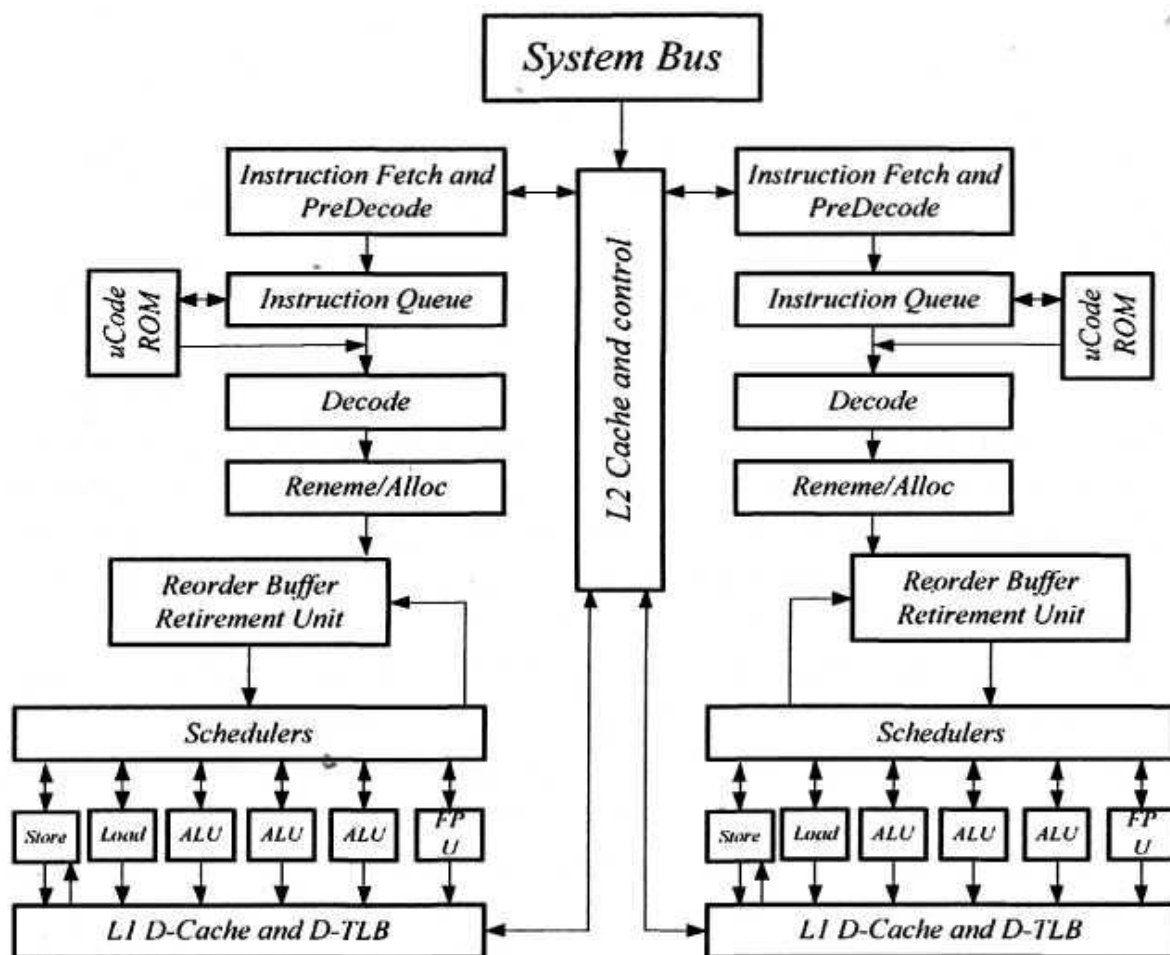 System Bus
Instruction Fetch and
PreDecode
Instruction Queue
uCode
ROM
Decode
Reneme/Alloc
Reorder Buffer
Retirement Unit
Schedulers
Store
Load
ALU
ALU
ALU
FP
U
L1 D-Cache and D-TLB
L2 Cache and control
Instruction Fetch and
PreDecode
Instruction Queue
uCode
ROM
Decode
Reneme/Alloc
Reorder Buffer
Retirement Unit
Schedulers
Store
Load
ALU
ALU
ALU
FP
U
L1 D-Cache and D-TLB